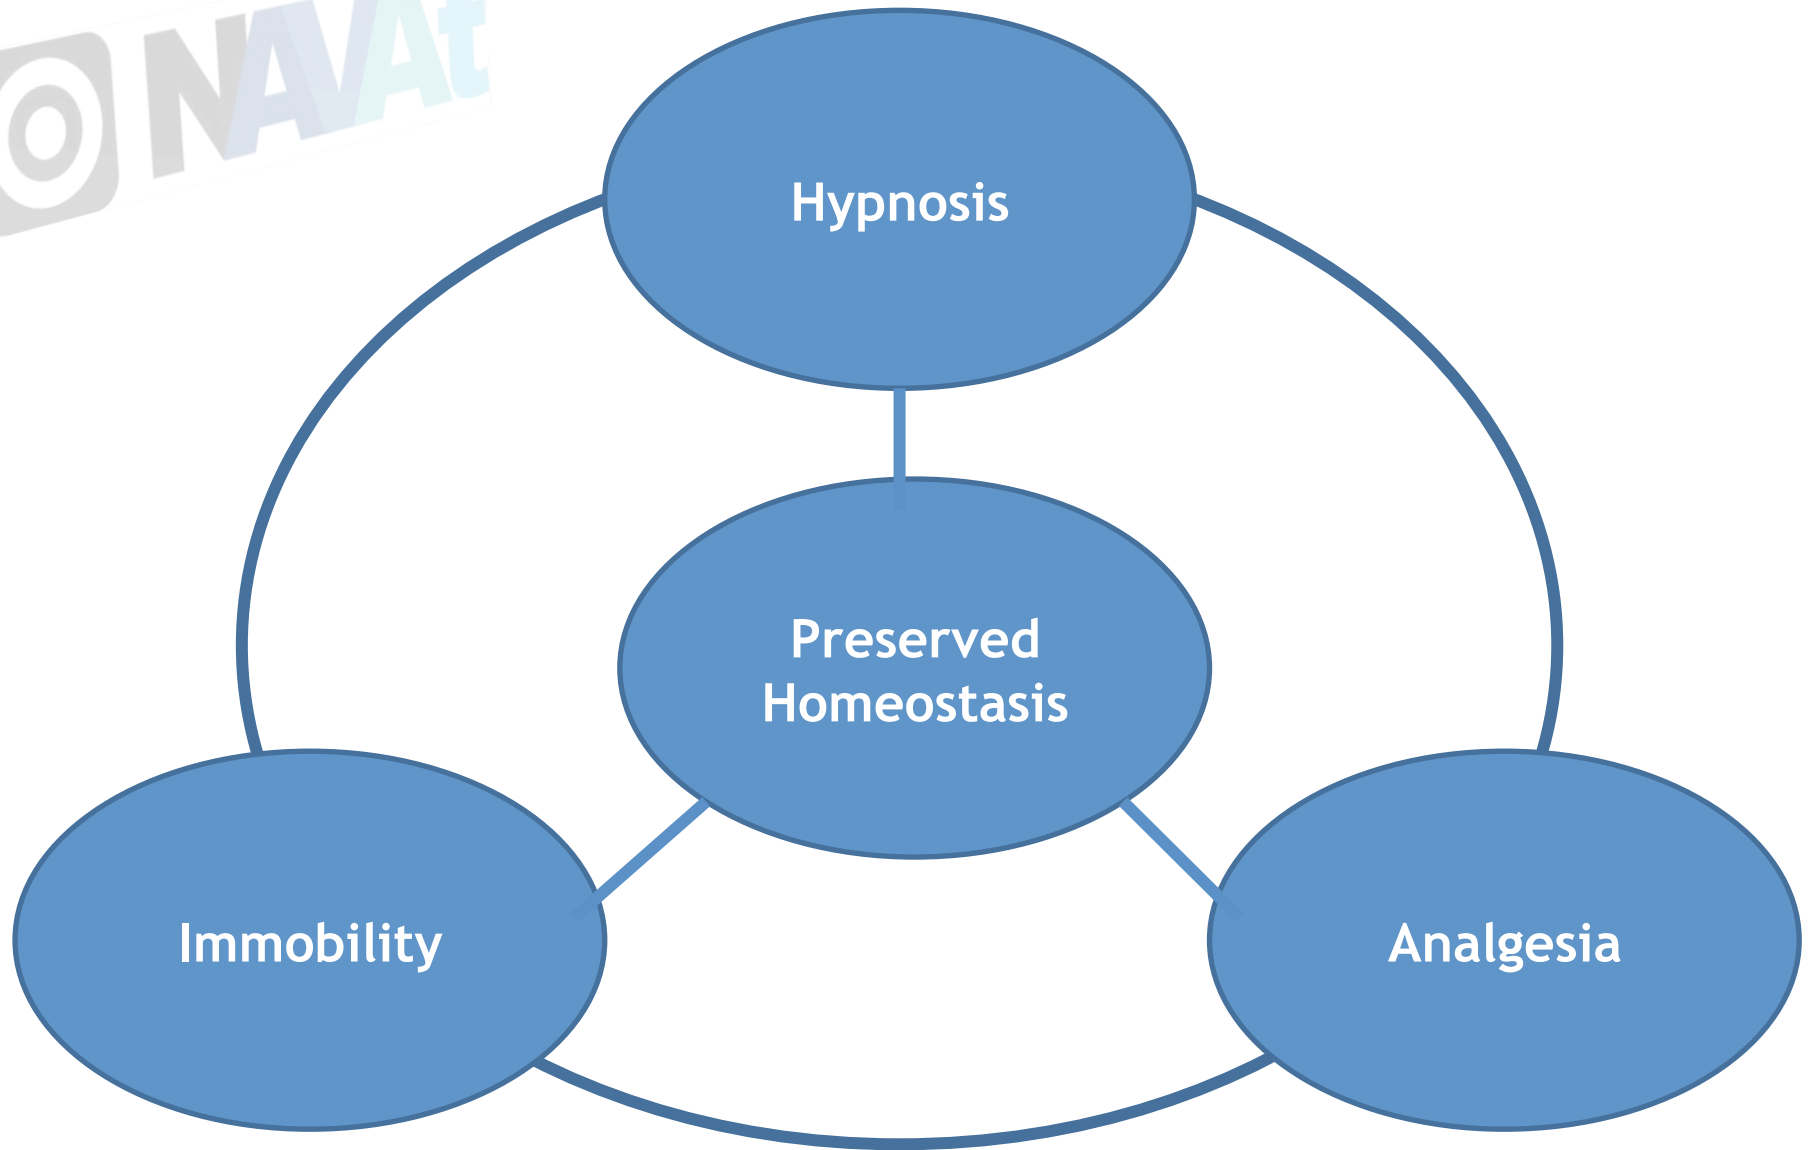 NAVAt
Hypnosis
Preserved
Homeostasis
Immobility
Analgesia